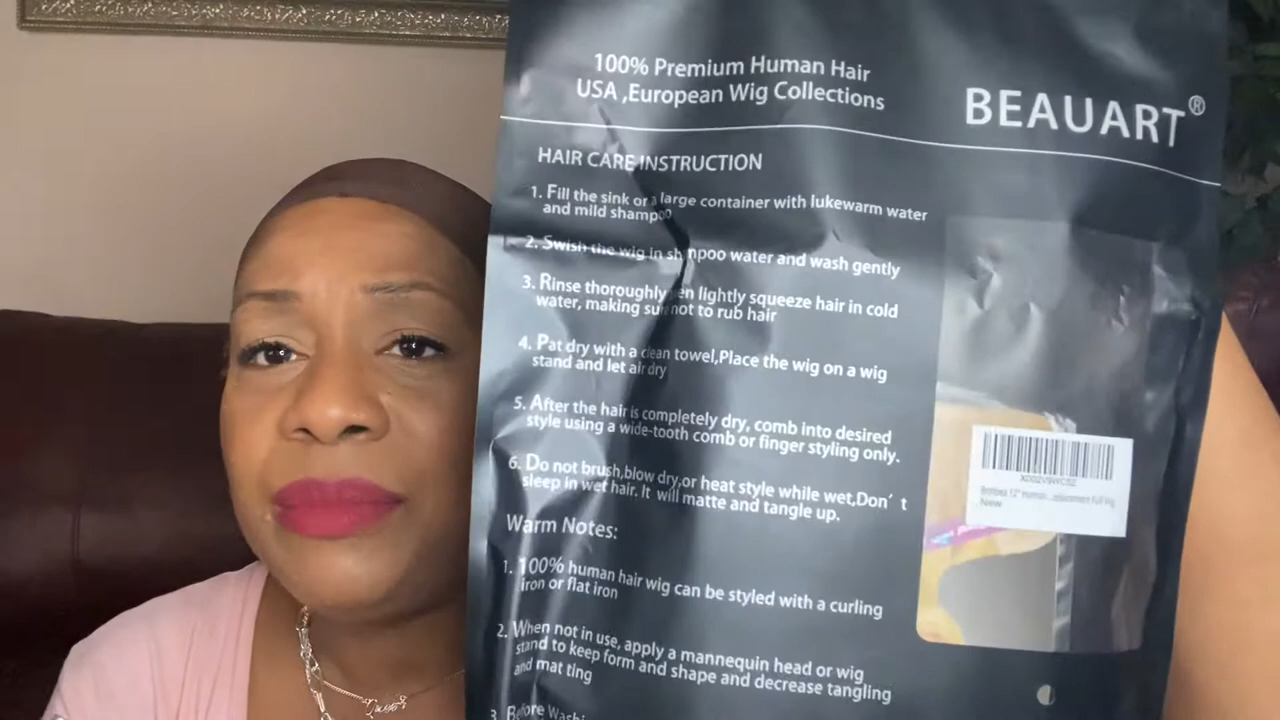 100% Premium Human Hair
USA ,European Wig Collections
BEAUART®
HAIR CARE INSTRUCTION
1. Fill the sink or a large container with lukewarm water
and mild shampoo
2. Swish the wig in sh npoo water and wash gently
3. Rinse thoroughly en lightly squeeze hair in cold
water, making su not to rub hair
4. Pat dry with a clean towel,Place the wig on a wig
stand and let air dry
5. After the hair is completely dry, comb into desired
style using a wide-tooth comb or finger styling only.
6. Do not brush,blow dry,or heat style while wet,Don't
sleep in wet hair. It will matte and tangle up.
Warm Notes:
1. 100% human hair wig can be styled with a curling
iron or flat iron
2. When not in use, apply a mannequin head or wig
stand to keep form and shape and decrease tangling
and mat ting
3. Before Washi
New